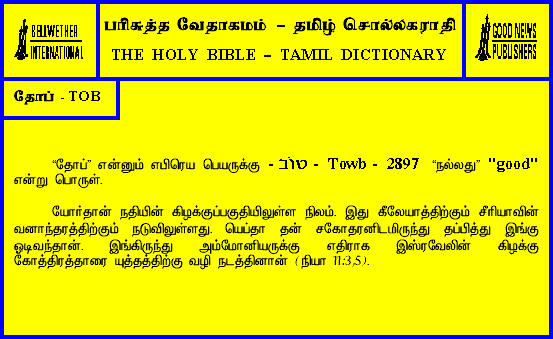 BELLWETHER
INTERNATIONAL
பரிசுத்த வேதாகமம் – தமிழ் சொல்லகராதி
THE HOLY BIBLE – TAMIL DICTIONARY
GOOD NEWS
PUBLISHERS
தோப் - TOB
“தோப்” என்னும் எபிரெய பெயருக்கு - טוֹב - Towb - 2897 “நல்லது” "good"
என்று பொருள்.
யோர்தான் நதியின் கிழக்குப்பகுதியிலுள்ள நிலம். இது கீலேயாத்திற்கும் சீரியாவின்
வனாந்தரத்திற்கும் நடுவிலுள்ளது. யெப்தா தன் சகோதரனிடமிருந்து தப்பித்து இங்கு
ஓடிவந்தான். இங்கிருந்து அம்மோனியருக்கு எதிராக இஸ்ரவேலின் கிழக்கு
கோத்திரத்தாரை யுத்தத்திற்கு வழி நடத்தினான் (நியா 11:3,5).